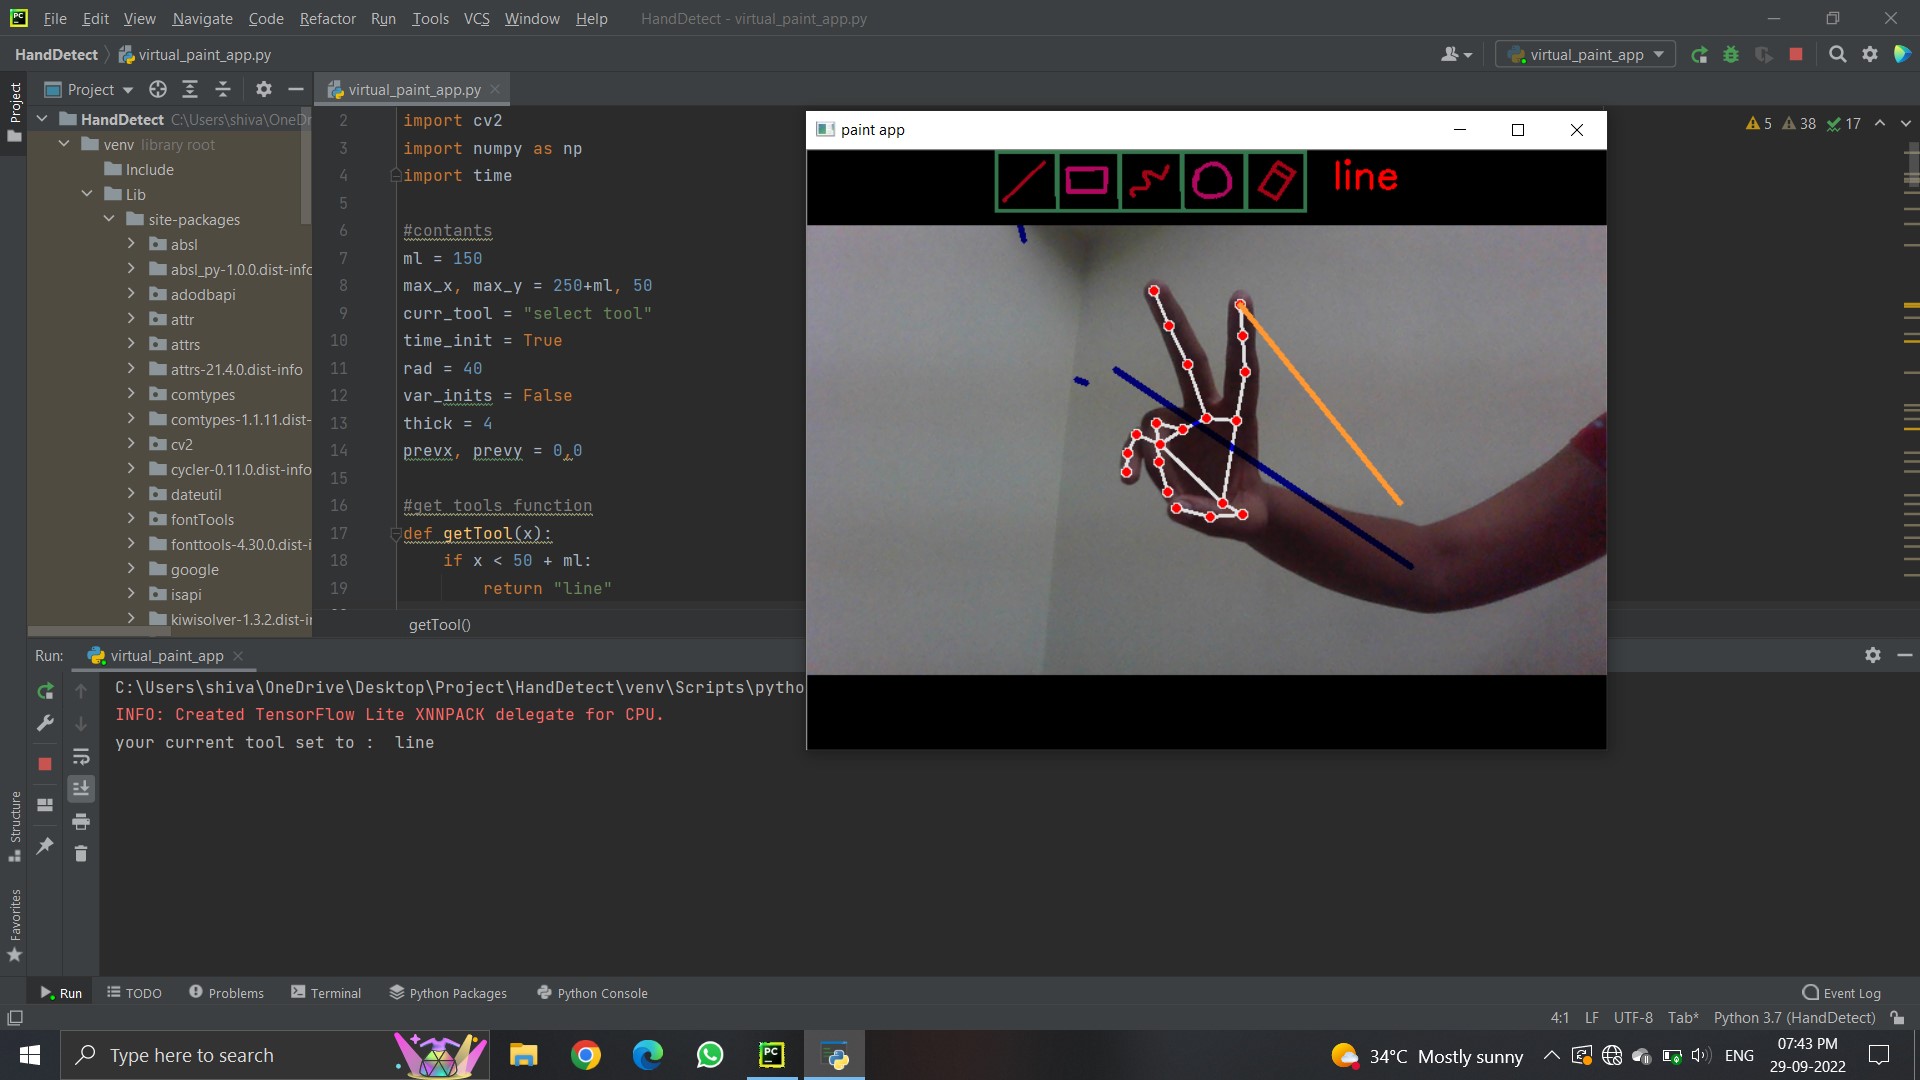 File Edit View Navigate Code Refactor Run Tools VCS Window Help HandDetect - virtual_paint_app.py
HandDetect virtual_paint_app.py virtual_paint_app
Project virtual_paint_app.py
Project
HandDetect C:\Users\shiva\OneDr
venv library root
Include
Lib
site-packages
absl
absl_py-1.0.0.dist-info
adodbapi
attr
attrs
attrs-21.4.0.dist-info
comtypes
comtypes-1.1.11.dist-
cv2
cycler-0.11.0.dist-info
dateutil
fontTools
fonttools-4.30.0.dist-i
google
isapi
kiwisolver-1.3.2.dist-i
2 import cv2
3 import numpy as np
4 import time
5
6 #contants
7 ml = 150
8 max_x, max_y = 250+ml, 50
9 curr_tool = "select tool"
10 time_init = True
11 rad = 40
12 var_inits = False
13 thick = 4
14 prevx, prevy = 0,0
15
16 #get tools function
17 def getTool(x):
18 if x < 50 + ml:
19 return "line"
getTool()
5 38 17
paint app
line
Run: virtual_paint_app
C:\Users\shiva\OneDrive\Desktop\Project\HandDetect\venv\Scripts\pytho
INFO: Created TensorFlow Lite XNNPACK delegate for CPU.
your current tool set to : line
Structure
Favorites
Run TODO Problems Terminal Python Packages Python Console Event Log
4:1 LF UTF-8 Tab* Python 3.7 (HandDetect)
Type here to search
34°C Mostly sunny ENG
07:43 PM
29-09-2022